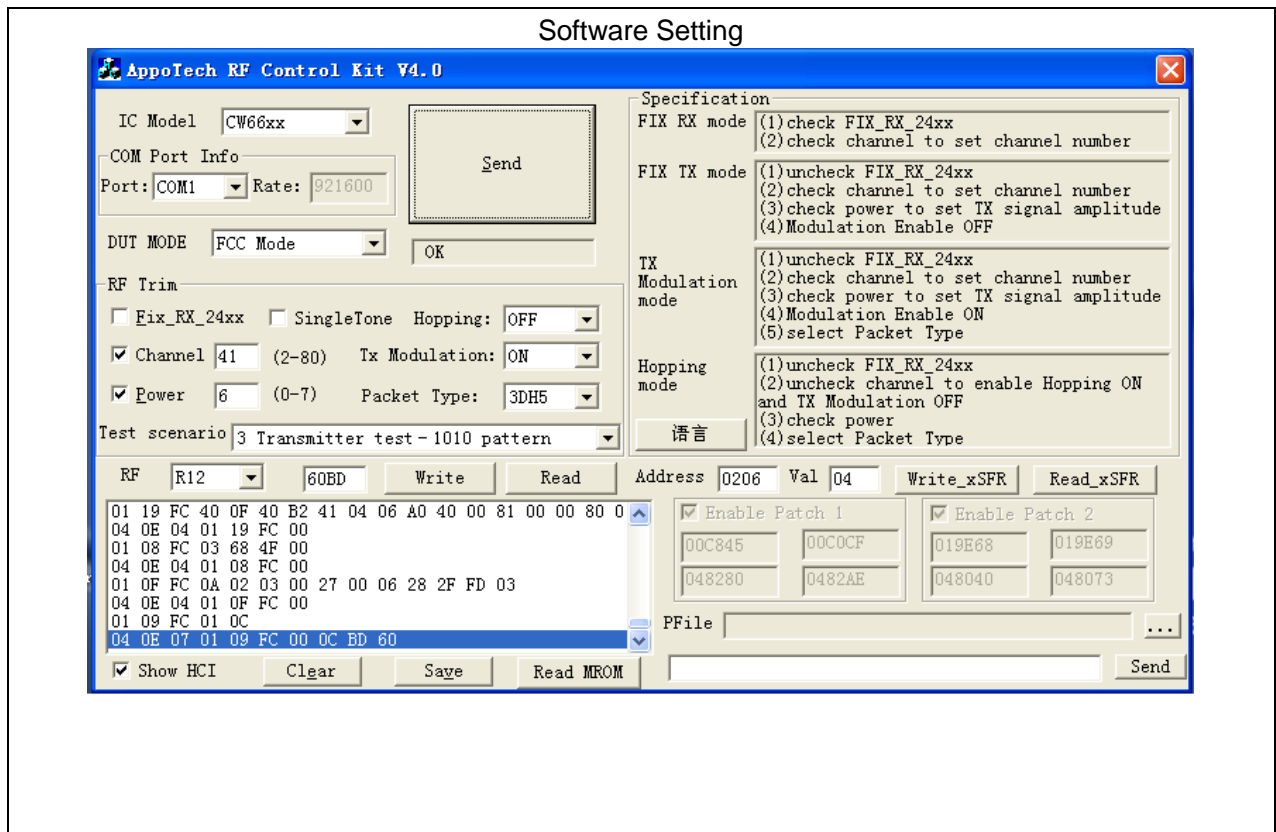 Software Setting
AppoTech RF Control Kit V4.0
IC Model CW66xx
COM Port Info
Port: COM1 Rate: 921600
DUT MODE FCC Mode
Send
OK
RF Trim
Fix_RX_24xx SingleTone Hopping: OFF
Channel 41 (2-80) Tx Modulation: ON
Power 6 (0-7) Packet Type: 3DH5
Test scenario 3 Transmitter test-1010 pattern
Specification
FIX RX mode (1)check FIX_RX_24xx
(2)check channel to set channel number
FIX TX mode (1)uncheck FIX_RX_24xx
(2)check channel to set channel number
(3)check power to set TX signal amplitude
(4)Modulation Enable OFF
TX
Modulation
mode
(1)uncheck FIX_RX_24xx
(2)check channel to set channel number
(3)check power to set TX signal amplitude
(4)Modulation Enable ON
(5)select Packet Type
Hopping
mode
(1)uncheck FIX_RX_24xx
(2)uncheck channel to enable Hopping ON
and TX Modulation OFF
(3)check power
(4)select Packet Type
语言
RF R12 60BD Write Read
Address 0206 Val 04 Write_xSFR Read_xSFR
01 19 FC 40 0F 40 B2 41 04 06 A0 40 00 81 00 00 80 0
04 0E 04 01 19 FC 00
01 08 FC 03 68 4F 00
04 0E 04 01 08 FC 00
01 0F FC 0A 02 03 00 27 00 06 28 2F FD 03
04 0E 04 01 0F FC 00
01 09 FC 01 0C
04 0E 07 01 09 FC 00 0C BD 60
Enable Patch 1
00C845 00C0CF
048280 0482AE
Enable Patch 2
019E68 019E69
048040 048073
PFile ...
Show HCI Clear Save Read MROM
Send